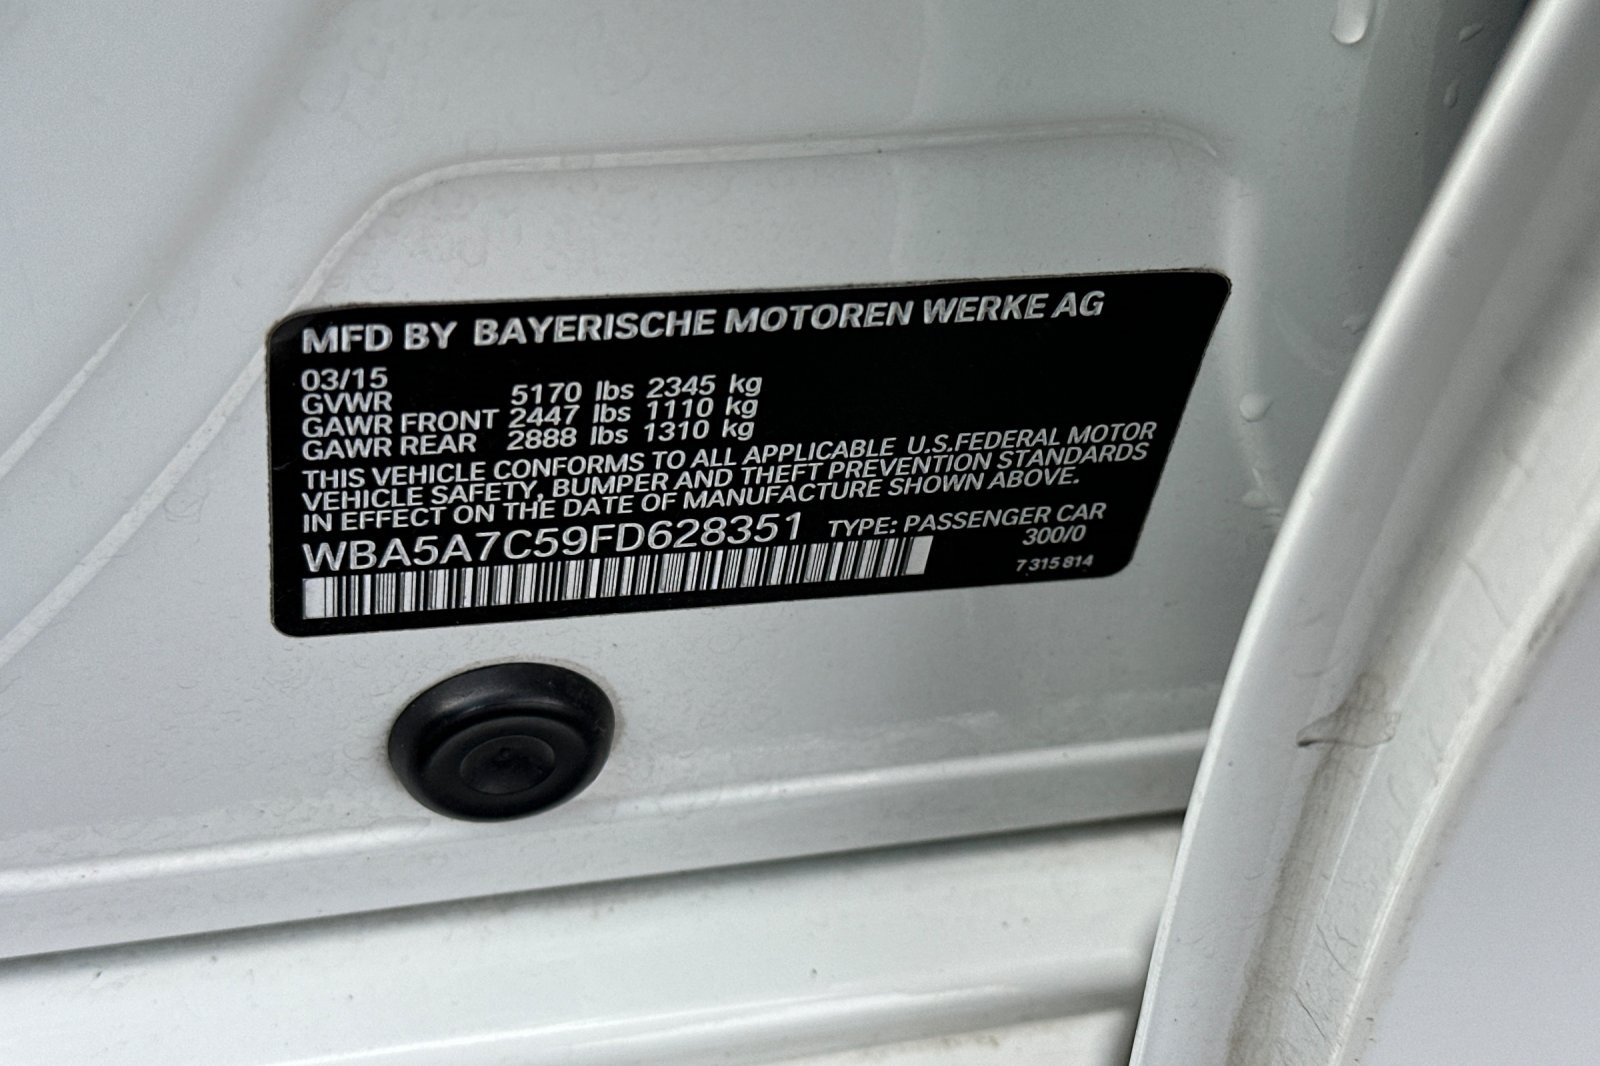 MFD BY BAYERISCHE MOTOREN WERKE AG
03/15
GVWR 5170 lbs 2345 kg
GAWR FRONT 2447 lbs 1110 kg
GAWR REAR 2888 lbs 1310 kg
THIS VEHICLE CONFORMS TO ALL APPLICABLE U.S.FEDERAL MOTOR
VEHICLE SAFETY, BUMPER AND THEFT PREVENTION STANDARDS
IN EFFECT ON THE DATE OF MANUFACTURE SHOWN ABOVE.
WBA5A7C59FD628351 TYPE: PASSENGER CAR
300/0
7 315 814